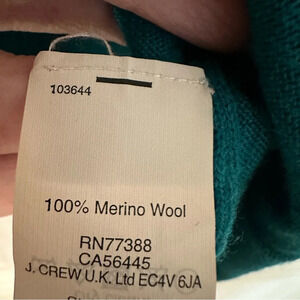 103644
100% Merino Wool
RN77388
CA56445
J. CREW U.K. Ltd EC4V 6JA